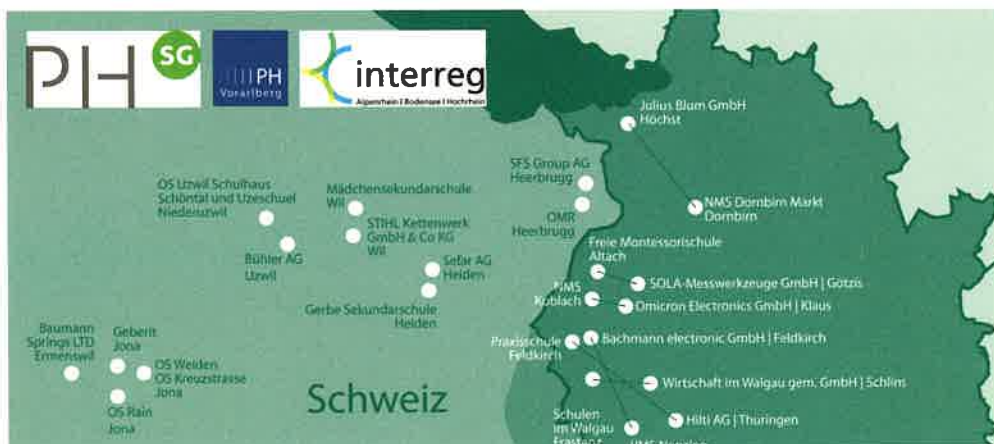 PH SG
PH
Vorarlberg
interreg
Alpenrhein | Bodensee | Hochrhein
Julius Blum GmbH
Höchst
SFS Group AG
Heerbrugg
OS Uzwil Schulhaus
Schöntal und Uzeschuel
Niederuzwil
Mädchensekundarschule
Wil
NMS Dornbirn Markt
Dornbirn
OMR
Heerbrugg
STIHL Kettenwerk
GmbH & Co KG
Wil
Bühler AG
Uzwil
Freie Montessorischule
Altach
Sefar AG
Heiden
SOLA-Messwerkzeuge GmbH | Götzis
NMS
Koblach
Omicron Electronics GmbH | Klaus
Gerbe Sekundarschule
Heiden
Baumann
Springs LTD
Ermenswil
Geberit
Jona
Praxisschule
Feldkirch
Bachmann electronic GmbH | Feldkirch
OS Weiden
OS Kreuzstrasse
Jona
Wirtschaft im Walgau gem. GmbH | Schlins
Schweiz
OS Rain
Jona
Schulen
im Walgau
Hilti AG | Thüringen